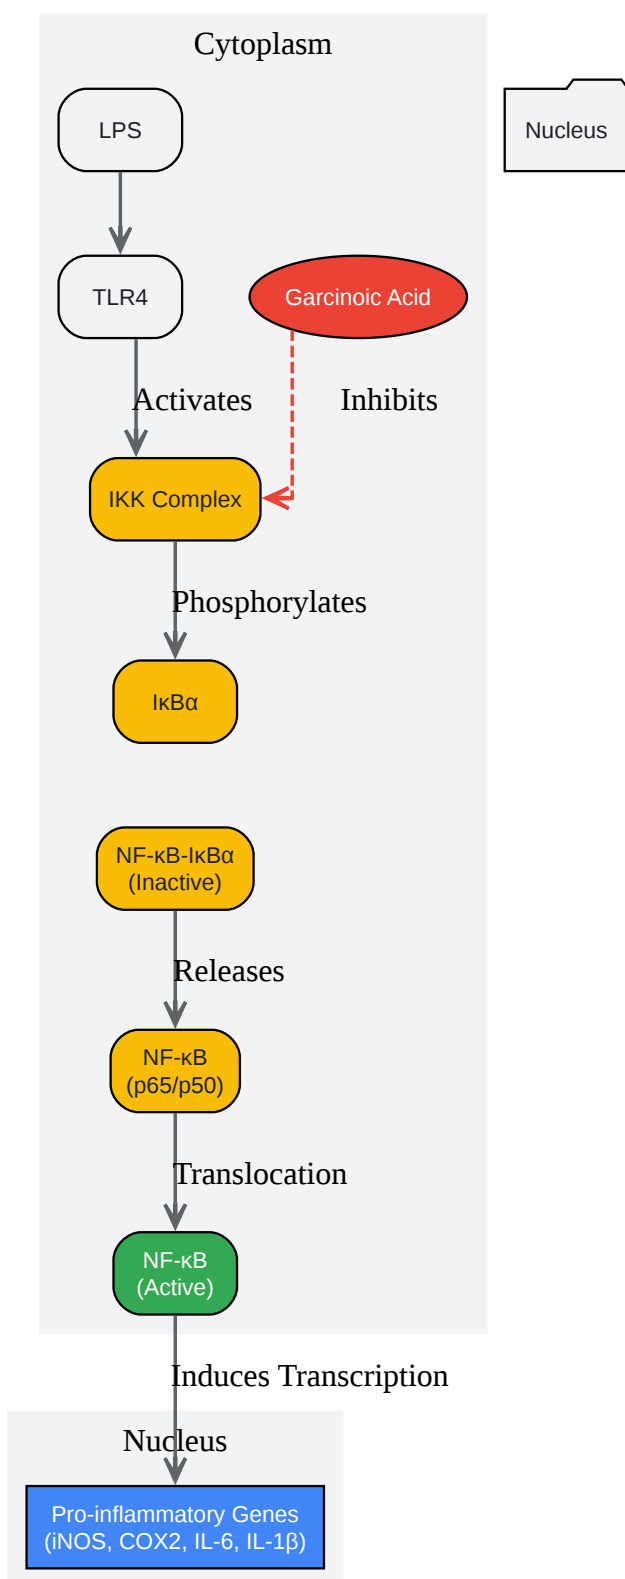 Cytoplasm
LPS
Nucleus
TLR4
Garcinoic Acid
Activates
Inhibits
IKK Complex
Phosphorylates
IκBα
NF-κB-IκBα
(Inactive)
Releases
NF-κB
(p65/p50)
Translocation
NF-κB
(Active)
Induces Transcription
Nucleus
Pro-inflammatory Genes
(iNOS, COX2, IL-6, IL-1β)